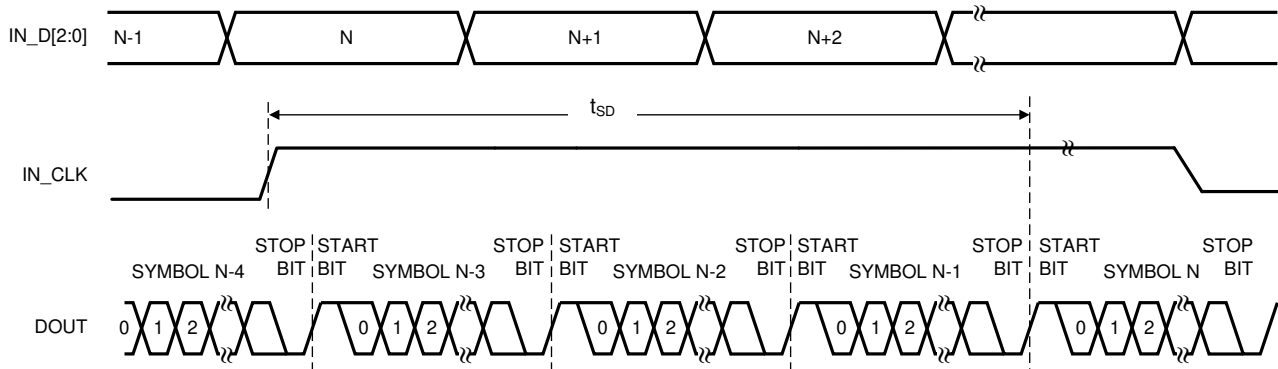 IN_D[2:0] N-1 N N+1 N+2
tSD
IN_CLK
STOP START STOP START STOP START STOP START STOP
BIT BIT BIT BIT BIT BIT BIT BIT BIT
SYMBOL N-4 SYMBOL N-3 SYMBOL N-2 SYMBOL N-1 SYMBOL N
DOUT 0 1 2 0 1 2 0 1 2 0 1 2 0 1 2